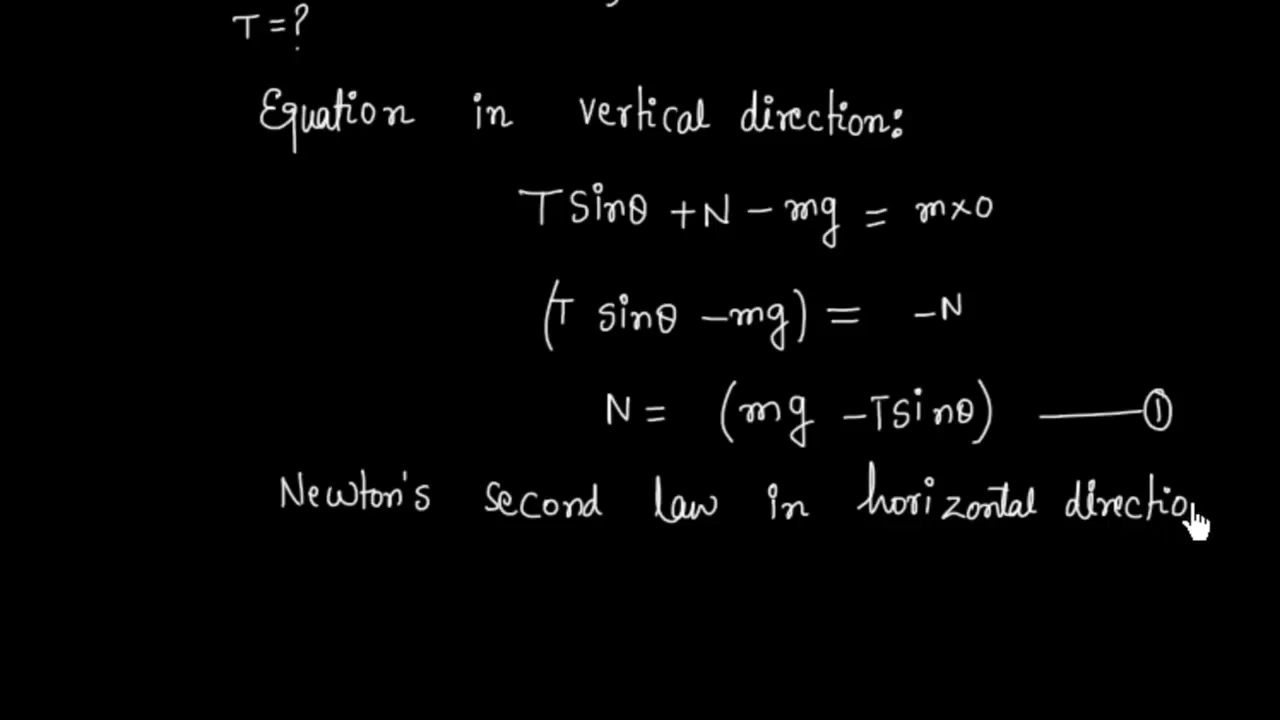 T = ?
Equation in vertical direction:
T sinθ + N - mg = m×0
(T sinθ - mg) = -N
N = (mg - T sinθ) —— ①
Newton's second law in horizontal directio